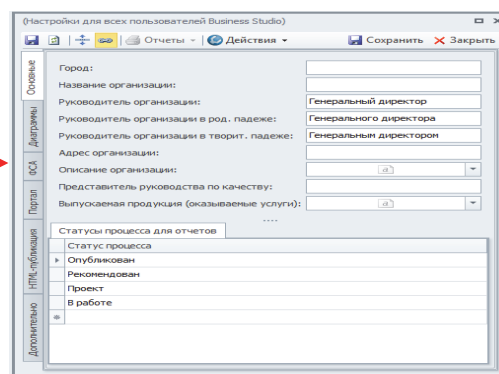 (Настройки для всех пользователей Business Studio)
Отчеты Действия Сохранить Закрыть
Основные
Диаграммы
ФСА
Портал
HTML-публикация
Дополнительно
Город:
Название организации:
Руководитель организации: Генеральный директор
Руководитель организации в род. падеже: Генерального директора
Руководитель организации в творит. падеже: Генеральным директором
Адрес организации:
Описание организации: a
Представитель руководства по качеству:
Выпускаемая продукция (оказываемые услуги): a
Статусы процесса для отчетов
Статус процесса
Опубликован
Рекомендован
Проект
В работе